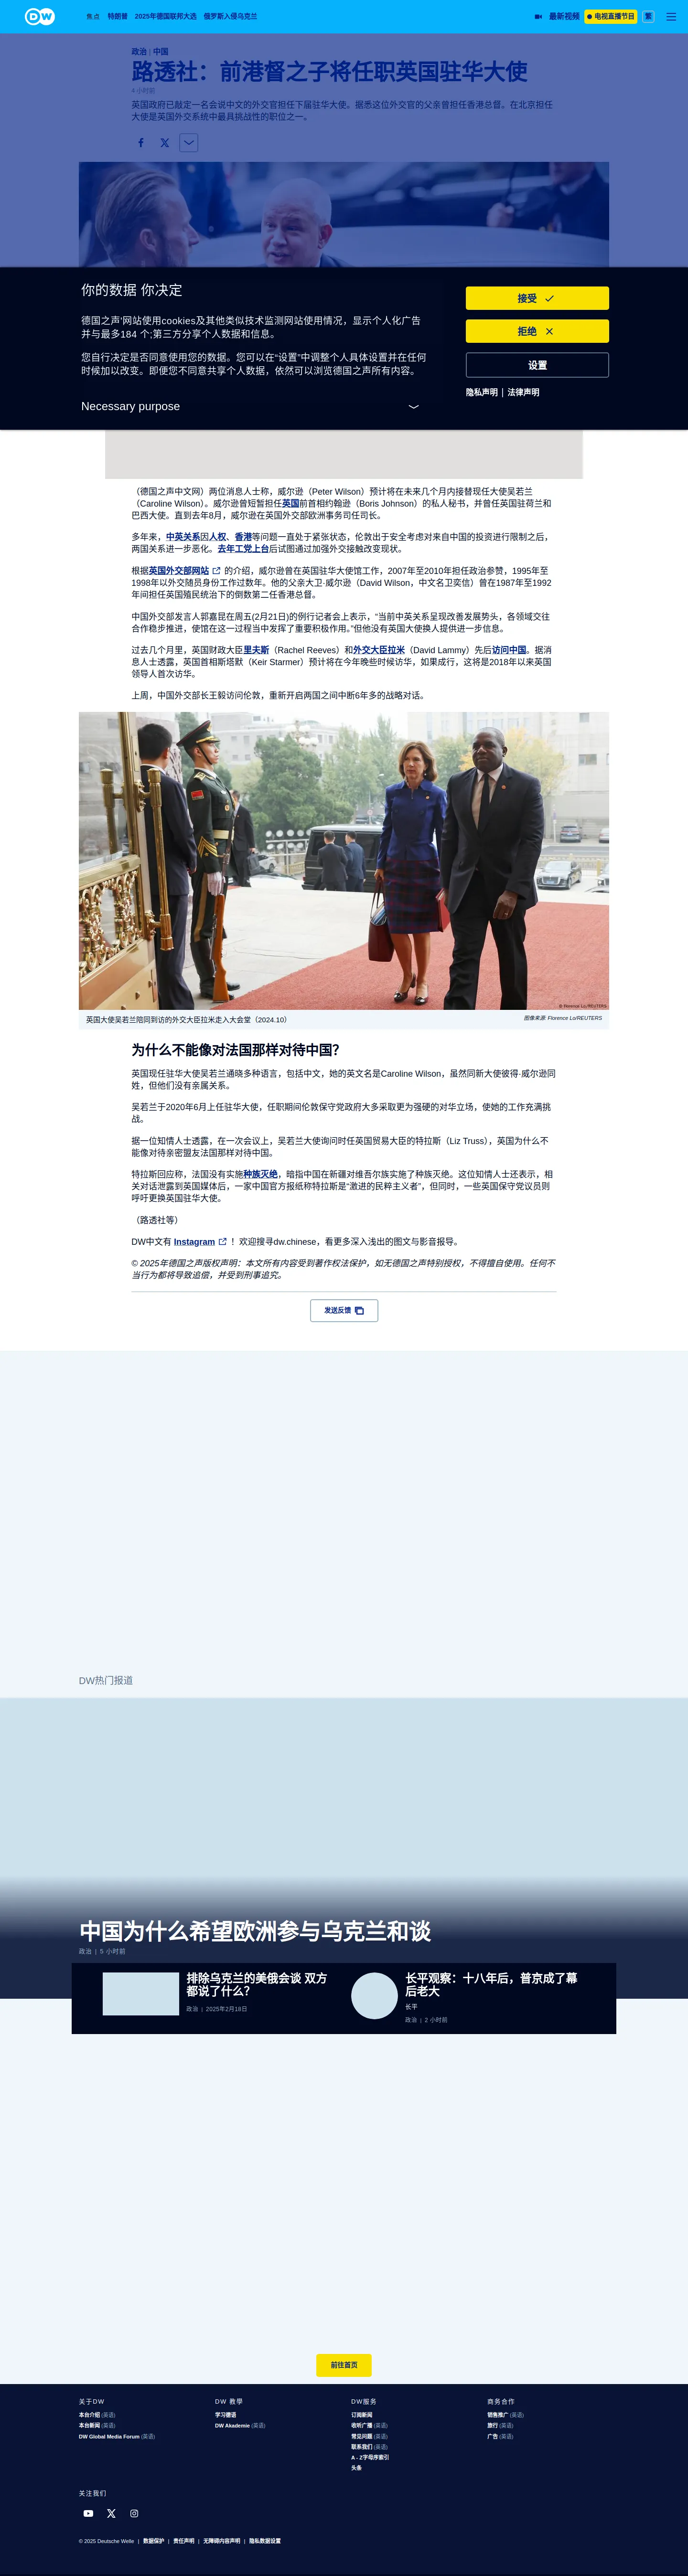 DW
焦点 特朗普 2025年德国联邦大选 俄罗斯入侵乌克兰
最新视频 电视直播节目 繁
政治 | 中国
路透社：前港督之子将任职英国驻华大使
4 小时前
英国政府已敲定一名会说中文的外交官担任下届驻华大使。据悉这位外交官的父亲曾担任香港总督。在北京担任
大使是英国外交系统中最具挑战性的职位之一。
你的数据 你决定
德国之声'网站使用cookies及其他类似技术监测网站使用情况，显示个人化广告
并与最多184 个;第三方分享个人数据和信息。
您自行决定是否同意使用您的数据。您可以在"设置"中调整个人具体设置并在任何
时候加以改变。即便您不同意共享个人数据，依然可以浏览德国之声所有内容。
Necessary purpose
接受
拒绝
设置
隐私声明 | 法律声明
（德国之声中文网）两位消息人士称，威尔逊（Peter Wilson）预计将在未来几个月内接替现任大使吴若兰
（Caroline Wilson）。威尔逊曾短暂担任英国前首相约翰逊（Boris Johnson）的私人秘书，并曾任英国驻荷兰和
巴西大使。直到去年8月，威尔逊在英国外交部欧洲事务司任司长。
多年来，中英关系因人权、香港等问题一直处于紧张状态，伦敦出于安全考虑对来自中国的投资进行限制之后，
两国关系进一步恶化。去年工党上台后试图通过加强外交接触改变现状。
根据英国外交部网站 的介绍，威尔逊曾在英国驻华大使馆工作，2007年至2010年担任政治参赞，1995年至
1998年以外交随员身份工作过数年。他的父亲大卫·威尔逊（David Wilson，中文名卫奕信）曾在1987年至1992
年间担任英国殖民统治下的倒数第二任香港总督。
中国外交部发言人郭嘉昆在周五(2月21日)的例行记者会上表示，“当前中英关系呈现改善发展势头，各领域交往
合作稳步推进，使馆在这一过程当中发挥了重要积极作用。”但他没有英国大使换人提供进一步信息。
过去几个月里，英国财政大臣里夫斯（Rachel Reeves）和外交大臣拉米（David Lammy）先后访问中国。据消
息人士透露，英国首相斯塔默（Keir Starmer）预计将在今年晚些时候访华，如果成行，这将是2018年以来英国
领导人首次访华。
上周，中国外交部长王毅访问伦敦，重新开启两国之间中断6年多的战略对话。
© Florence Lo/REUTERS
英国大使吴若兰陪同到访的外交大臣拉米走入大会堂（2024.10）
图像来源: Florence Lo/REUTERS
为什么不能像对法国那样对待中国？
英国现任驻华大使吴若兰通晓多种语言，包括中文，她的英文名是Caroline Wilson，虽然同新大使彼得·威尔逊同
姓，但他们没有亲属关系。
吴若兰于2020年6月上任驻华大使，任职期间伦敦保守党政府大多采取更为强硬的对华立场，使她的工作充满挑
战。
据一位知情人士透露，在一次会议上，吴若兰大使询问时任英国贸易大臣的特拉斯（Liz Truss），英国为什么不
能像对待亲密盟友法国那样对待中国。
特拉斯回应称，法国没有实施种族灭绝，暗指中国在新疆对维吾尔族实施了种族灭绝。这位知情人士还表示，相
关对话泄露到英国媒体后，一家中国官方报纸称特拉斯是“激进的民粹主义者”，但同时，一些英国保守党议员则
呼吁更换英国驻华大使。
（路透社等）
DW中文有 Instagram ！欢迎搜寻dw.chinese，看更多深入浅出的图文与影音报导。
© 2025年德国之声版权声明：本文所有内容受到著作权法保护，如无德国之声特别授权，不得擅自使用。任何不
当行为都将导致追偿，并受到刑事追究。
发送反馈
DW热门报道
中国为什么希望欧洲参与乌克兰和谈
政治 | 5 小时前
排除乌克兰的美俄会谈 双方
都说了什么？
政治 | 2025年2月18日
长平观察：十八年后，普京成了幕
后老大
长平
政治 | 2 小时前
前往首页
关于DW
本台介绍 (英语)
本台新闻 (英语)
DW Global Media Forum (英语)
DW 教學
学习德语
DW Akademie (英语)
DW服务
订阅新闻
收听广播 (英语)
常见问题 (英语)
联系我们 (英语)
A - Z字母序索引
头条
商务合作
销售推广 (英语)
旅行 (英语)
广告 (英语)
关注我们
© 2025 Deutsche Welle | 数据保护 | 责任声明 | 无障碍内容声明 | 隐私数据设置